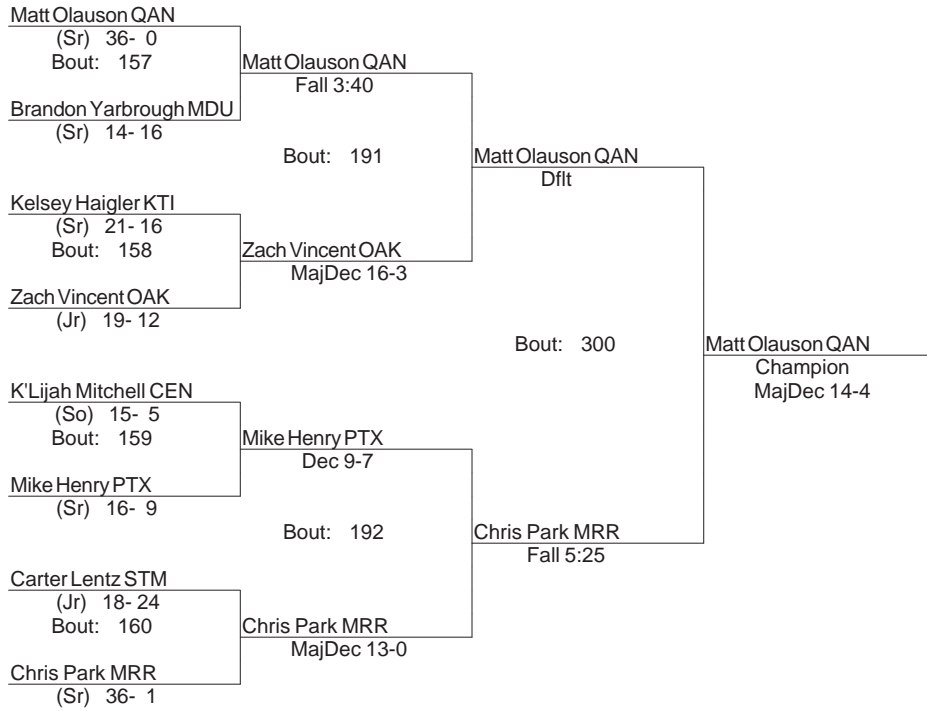 Matt Olauson QAN
(Sr) 36- 0
Bout: 157
Brandon Yarbrough MDU
(Sr) 14- 16
Kelsey Haigler KTI
(Sr) 21- 16
Bout: 158
Zach Vincent OAK
(Jr) 19- 12
K'Lijah Mitchell CEN
(So) 15- 5
Bout: 159
Mike Henry PTX
(Sr) 16- 9
Carter Lentz STM
(Jr) 18- 24
Bout: 160
Chris Park MRR
(Sr) 36- 1
Matt Olauson QAN
Fall 3:40
Bout: 191
Zach Vincent OAK
MajDec 16-3
Mike Henry PTX
Dec 9-7
Bout: 192
Chris Park MRR
MajDec 13-0
Matt Olauson QAN
Dflt
Bout: 300
Chris Park MRR
Fall 5:25
Matt Olauson QAN
Champion
MajDec 14-4